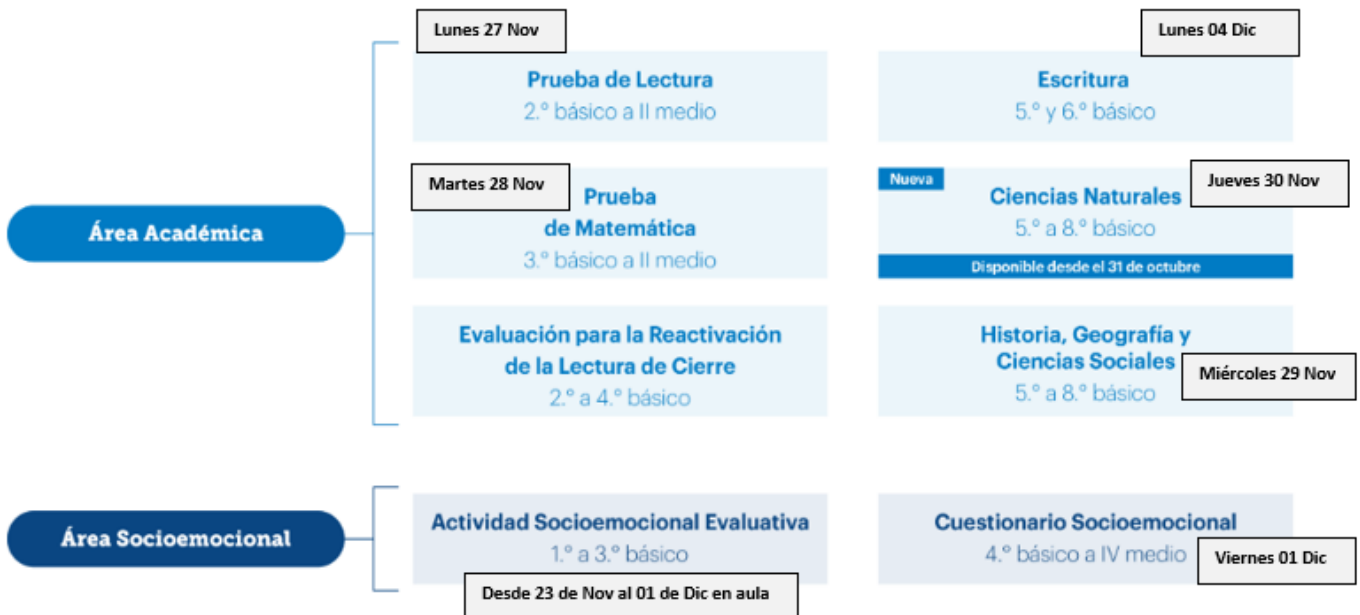 Lunes 27 Nov
Prueba de Lectura
2.º básico a II medio
Lunes 04 Dic
Escritura
5.º y 6.º básico
Área Académica
Martes 28 Nov
Prueba
de Matemática
3.º básico a II medio
Nueva
Jueves 30 Nov
Ciencias Naturales
5.º a 8.º básico
Disponible desde el 31 de octubre
Evaluación para la Reactivación
de la Lectura de Cierre
2.º a 4.º básico
Historia, Geografía y
Ciencias Sociales
5.º a 8.º básico
Miércoles 29 Nov
Área Socioemocional
Actividad Socioemocional Evaluativa
1.º a 3.º básico
Desde 23 de Nov al 01 de Dic en aula
Cuestionario Socioemocional
4.º básico a IV medio
Viernes 01 Dic